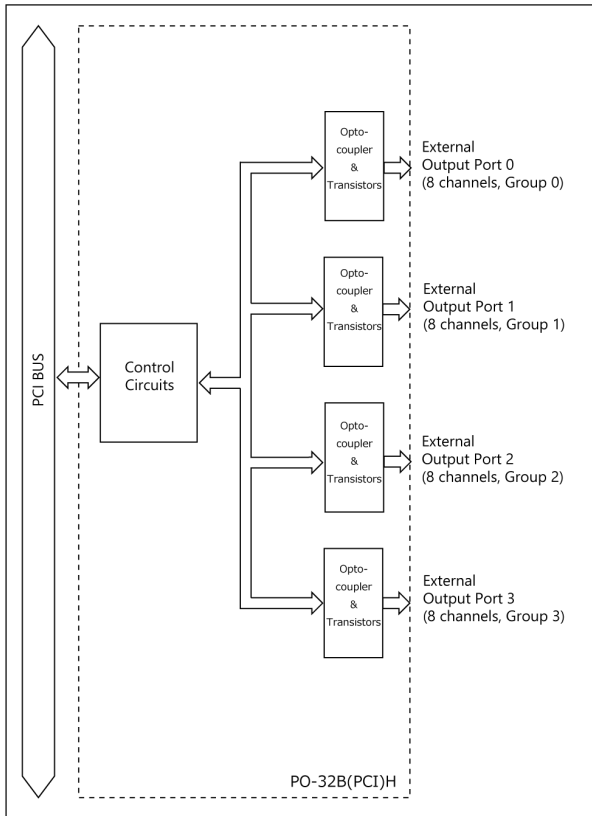 Opto-
coupler
&
Transistors
External
Output Port 0
(8 channels, Group 0)
Opto-
coupler
&
Transistors
External
Output Port 1
(8 channels, Group 1)
PCI BUS
Control
Circuits
Opto-
coupler
&
Transistors
External
Output Port 2
(8 channels, Group 2)
Opto-
coupler
&
Transistors
External
Output Port 3
(8 channels, Group 3)
PO-32B(PCI)H